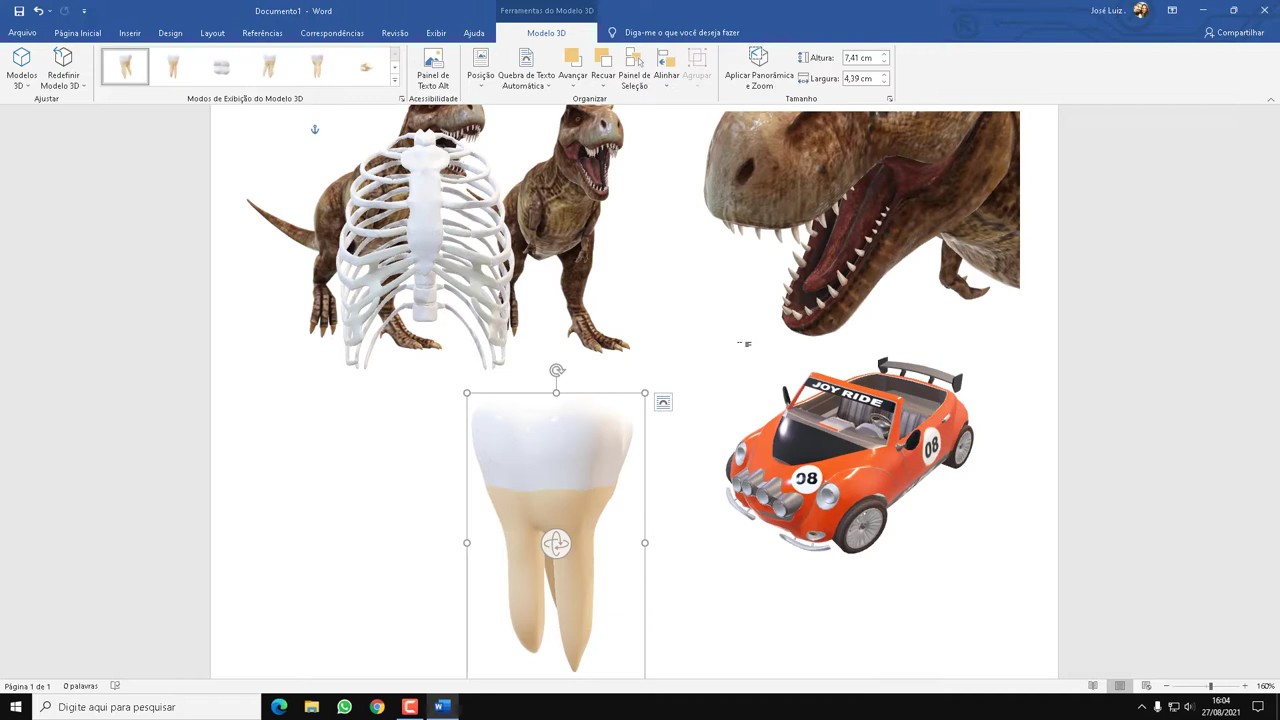 Documento1 - Word
Ferramentas de Modelo 3D
José Luiz .
Arquivo
Página Inicial
Inserir
Design
Layout
Referências
Correspondências
Revisão
Exibir
Ajuda
Modelo 3D
Diga-me o que você deseja fazer
Compartilhar
Modelos 3D
Redefinir Modelo 3D
Painel de Texto Alt
Posição
Quebra de Texto Automática
Avançar
Recuar
Painel de Seleção
Alinhar
Agrupar
Aplicar Panorâmica e Zoom
Altura: 7,41 cm
Largura: 4,39 cm
Ajustar
Modos de Exibição do Modelo 3D
Acessibilidade
Organizar
Tamanho
JOY RIDE
08
08
Página 1 de 1
0 palavras
160%
Digite aqui para pesquisar
16:04
27/08/2021